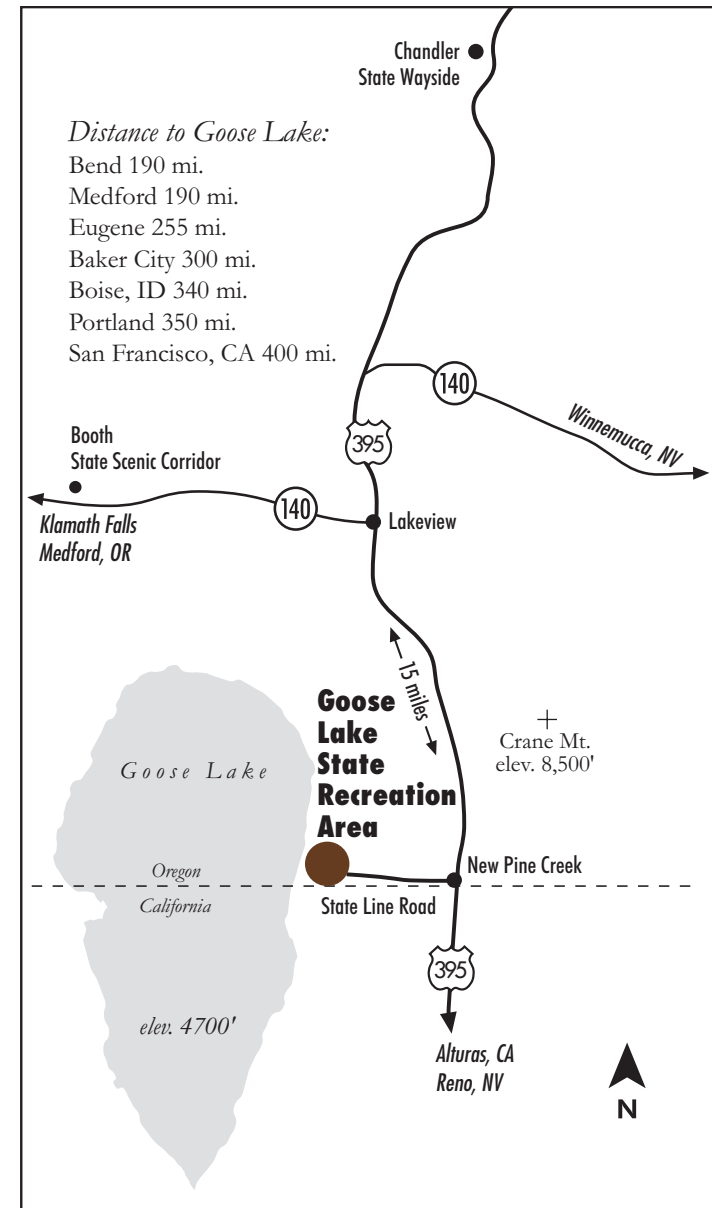 Chandler
State Wayside
Distance to Goose Lake:
Bend 190 mi.
Medford 190 mi.
Eugene 255 mi.
Baker City 300 mi.
Boise, ID 340 mi.
Portland 350 mi.
San Francisco, CA 400 mi.
140
Winnemucca, NV
395
Booth
State Scenic Corridor
140
Lakeview
Klamath Falls
Medford, OR
15 miles
Goose
Lake
State
Recreation
Area
Crane Mt.
elev. 8,500'
Goose Lake
New Pine Creek
Oregon
California
State Line Road
395
elev. 4700'
Alturas, CA
Reno, NV
N